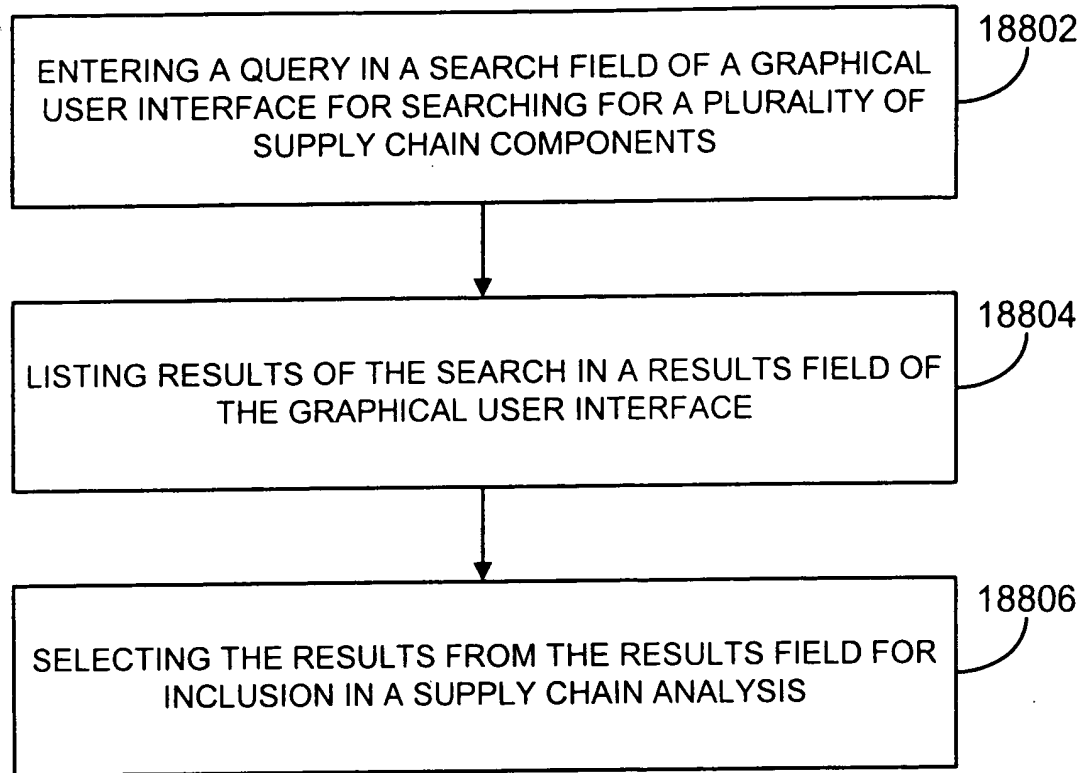 18802
ENTERING A QUERY IN A SEARCH FIELD OF A GRAPHICAL
USER INTERFACE FOR SEARCHING FOR A PLURALITY OF
SUPPLY CHAIN COMPONENTS
18804
LISTING RESULTS OF THE SEARCH IN A RESULTS FIELD OF
THE GRAPHICAL USER INTERFACE
18806
SELECTING THE RESULTS FROM THE RESULTS FIELD FOR
INCLUSION IN A SUPPLY CHAIN ANALYSIS